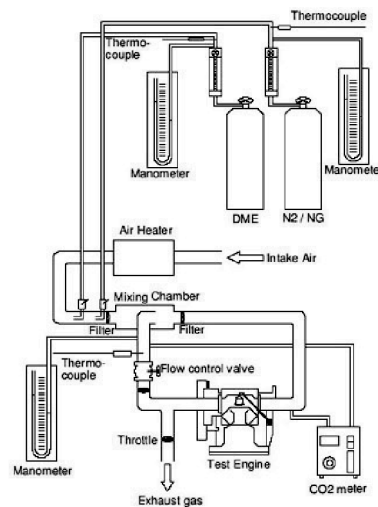 Thermocouple
Thermo-
couple
Manometer
Manometer
DME
N2 / NG
Air Heater
Intake Air
Mixing Chamber
Filter
Filter
Thermo-
couple
Flow control valve
Throttle
Manometer
Test Engine
CO2 meter
Exhaust gas